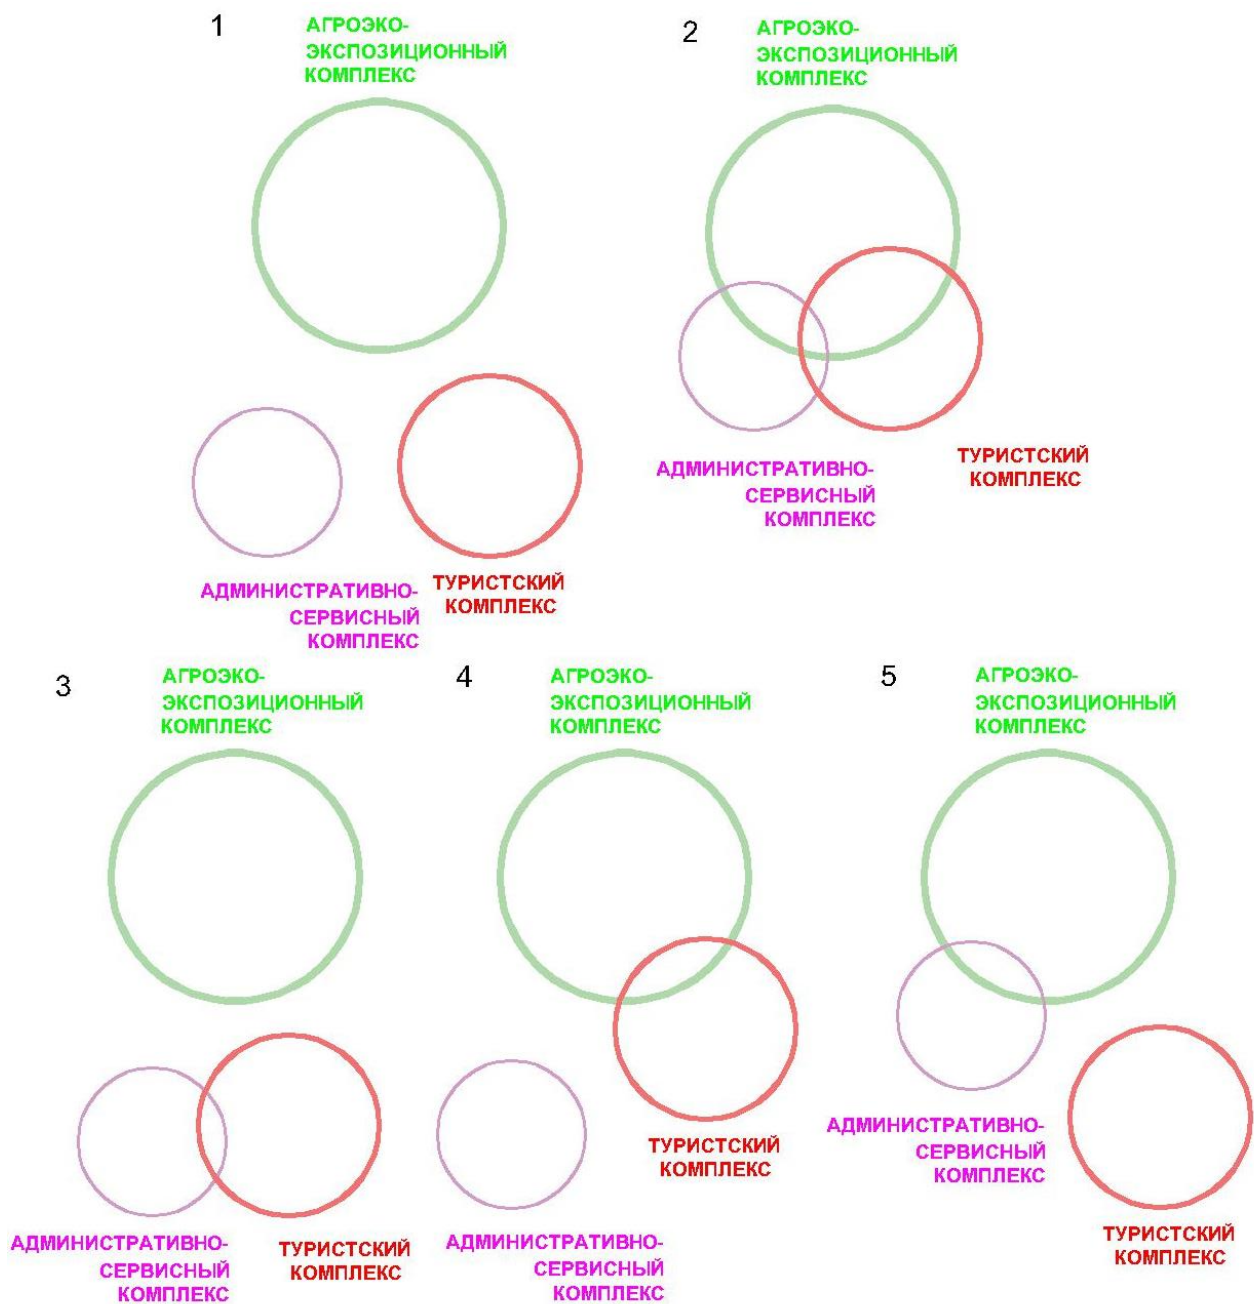 1
АГРОЭКО-
ЭКСПОЗИЦИОННЫЙ
КОМПЛЕКС
АДМИНИСТРАТИВНО-
СЕРВИСНЫЙ
КОМПЛЕКС
ТУРИСТСКИЙ
КОМПЛЕКС
2
АГРОЭКО-
ЭКСПОЗИЦИОННЫЙ
КОМПЛЕКС
АДМИНИСТРАТИВНО-
СЕРВИСНЫЙ
КОМПЛЕКС
ТУРИСТСКИЙ
КОМПЛЕКС
3
АГРОЭКО-
ЭКСПОЗИЦИОННЫЙ
КОМПЛЕКС
АДМИНИСТРАТИВНО-
СЕРВИСНЫЙ
КОМПЛЕКС
ТУРИСТСКИЙ
КОМПЛЕКС
4
АГРОЭКО-
ЭКСПОЗИЦИОННЫЙ
КОМПЛЕКС
АДМИНИСТРАТИВНО-
СЕРВИСНЫЙ
КОМПЛЕКС
ТУРИСТСКИЙ
КОМПЛЕКС
5
АГРОЭКО-
ЭКСПОЗИЦИОННЫЙ
КОМПЛЕКС
АДМИНИСТРАТИВНО-
СЕРВИСНЫЙ
КОМПЛЕКС
ТУРИСТСКИЙ
КОМПЛЕКС